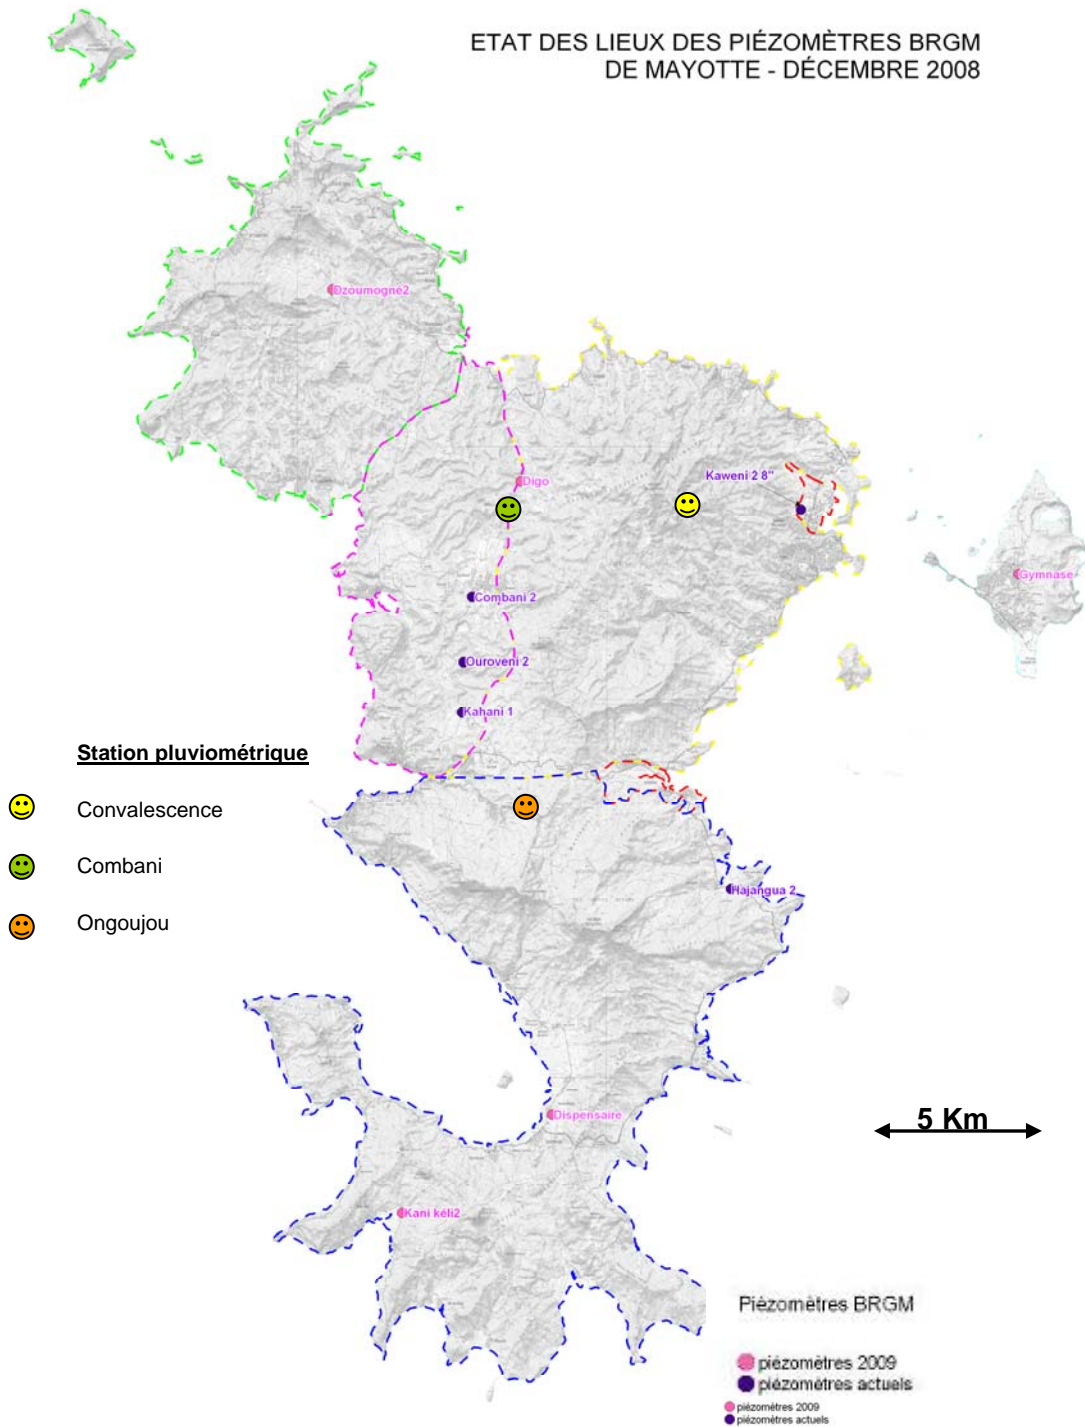 ETAT DES LIEUX DES PIÉZOMÈTRES BRGM
DE MAYOTTE - DÉCEMBRE 2008
Dzoumogné2
Kaweni 2 8"
Digo
Gymnase
Combani 2
Ouroveni 2
Kahani 1
Station pluviométrique
Convalescence
Combani
Ongoujou
Hajangua 2
Dispensaire
5 Km
Kani kéli2
Piézomètres BRGM
piézomètres 2009
piézomètres actuels
piézomètres 2009
piézomètres actuels